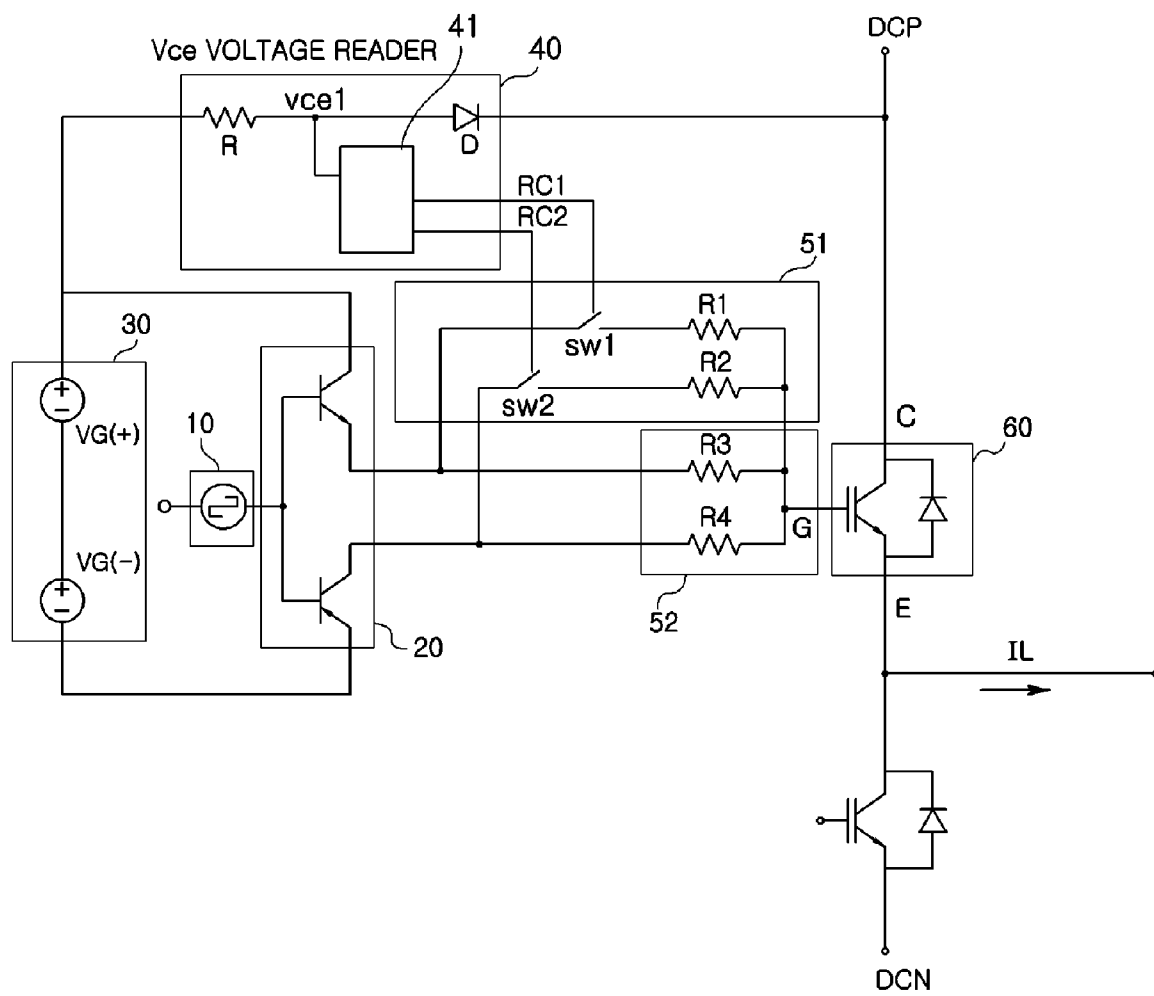 DCP
41
Vce VOLTAGE READER
40
vce1
R
D
RC1
RC2
51
R1
sw1
R2
sw2
30
VG(+)
10
VG(-)
20
R3
R4
G
52
C
60
E
IL
DCN